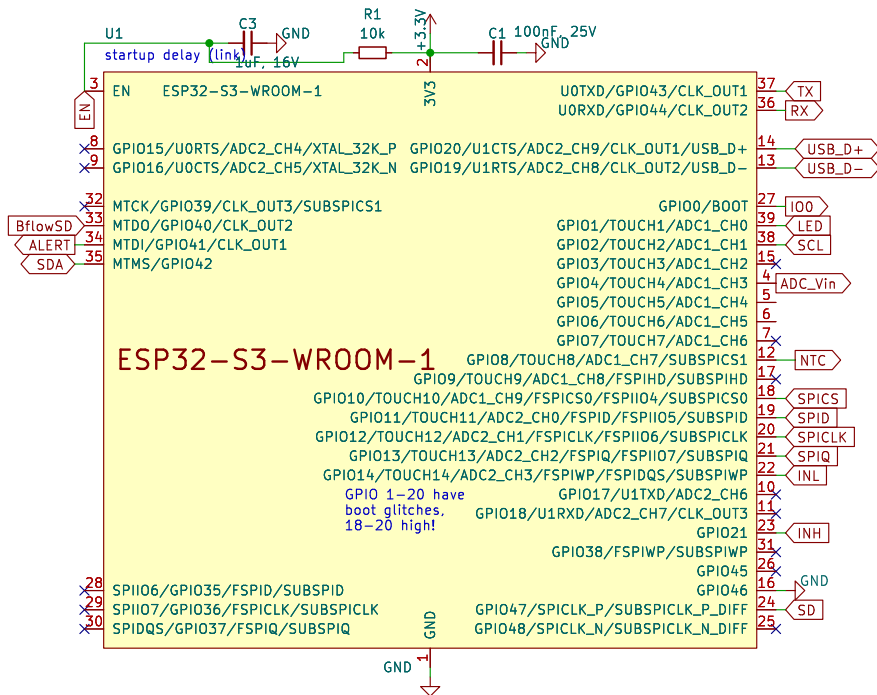 U1
C3
GND
R1
10k
+3.3V
C1
100nF, 25V
GND
startup delay (link)
1uF, 16V
3 EN
ESP32-S3-WROOM-1
2
3V3
U0TXD/GPIO43/CLK_OUT1 37 TX
U0RXD/GPIO44/CLK_OUT2 36 RX
EN
8 GPIO15/U0RTS/ADC2_CH4/XTAL_32K_P
GPIO20/U1CTS/ADC2_CH9/CLK_OUT1/USB_D+ 14 USB_D+
9 GPIO16/U0CTS/ADC2_CH5/XTAL_32K_N
GPIO19/U1RTS/ADC2_CH8/CLK_OUT2/USB_D- 13 USB_D-
32 MTCK/GPIO39/CLK_OUT3/SUBSPICS1
GPIO0/BOOT 27 IO0
BflowSD 33 MTDO/GPIO40/CLK_OUT2
GPIO1/TOUCH1/ADC1_CH0 39 LED
ALERT 34 MTDI/GPIO41/CLK_OUT1
GPIO2/TOUCH2/ADC1_CH1 38 SCL
SDA 35 MTMS/GPIO42
GPIO3/TOUCH3/ADC1_CH2 15
GPIO4/TOUCH4/ADC1_CH3 4 ADC_Vin
GPIO5/TOUCH5/ADC1_CH4 5
GPIO6/TOUCH6/ADC1_CH5 6
GPIO7/TOUCH7/ADC1_CH6 7
ESP32-S3-WROOM-1
GPIO8/TOUCH8/ADC1_CH7/SUBSPICS1 12 NTC
GPIO9/TOUCH9/ADC1_CH8/FSPIHD/SUBSPIHD 17
GPIO10/TOUCH10/ADC1_CH9/FSPICS0/FSPIIO4/SUBSPICS0 18 SPICS
GPIO11/TOUCH11/ADC2_CH0/FSPID/FSPIIO5/SUBSPID 19 SPID
GPIO12/TOUCH12/ADC2_CH1/FSPICLK/FSPIIO6/SUBSPICLK 20 SPICLK
GPIO13/TOUCH13/ADC2_CH2/FSPIQ/FSPIIO7/SUBSPIQ 21 SPIQ
GPIO14/TOUCH14/ADC2_CH3/FSPIWP/FSPIDQS/SUBSPIWP 22 INL
GPIO 1-20 have
boot glitches,
18-20 high!
GPIO17/U1TXD/ADC2_CH6 10
GPIO18/U1RXD/ADC2_CH7/CLK_OUT3 11
GPIO21 23 INH
GPIO38/FSPIWP/SUBSPIWP 31
GPIO45 26
28 SPIIO6/GPIO35/FSPID/SUBSPID
GPIO46 16 GND
29 SPIIO7/GPIO36/FSPICLK/SUBSPICLK
GPIO47/SPICLK_P/SUBSPICLK_P_DIFF 24 SD
30 SPIDQS/GPIO37/FSPIQ/SUBSPIQ
GPIO48/SPICLK_N/SUBSPICLK_N_DIFF 25
GND
1
GND